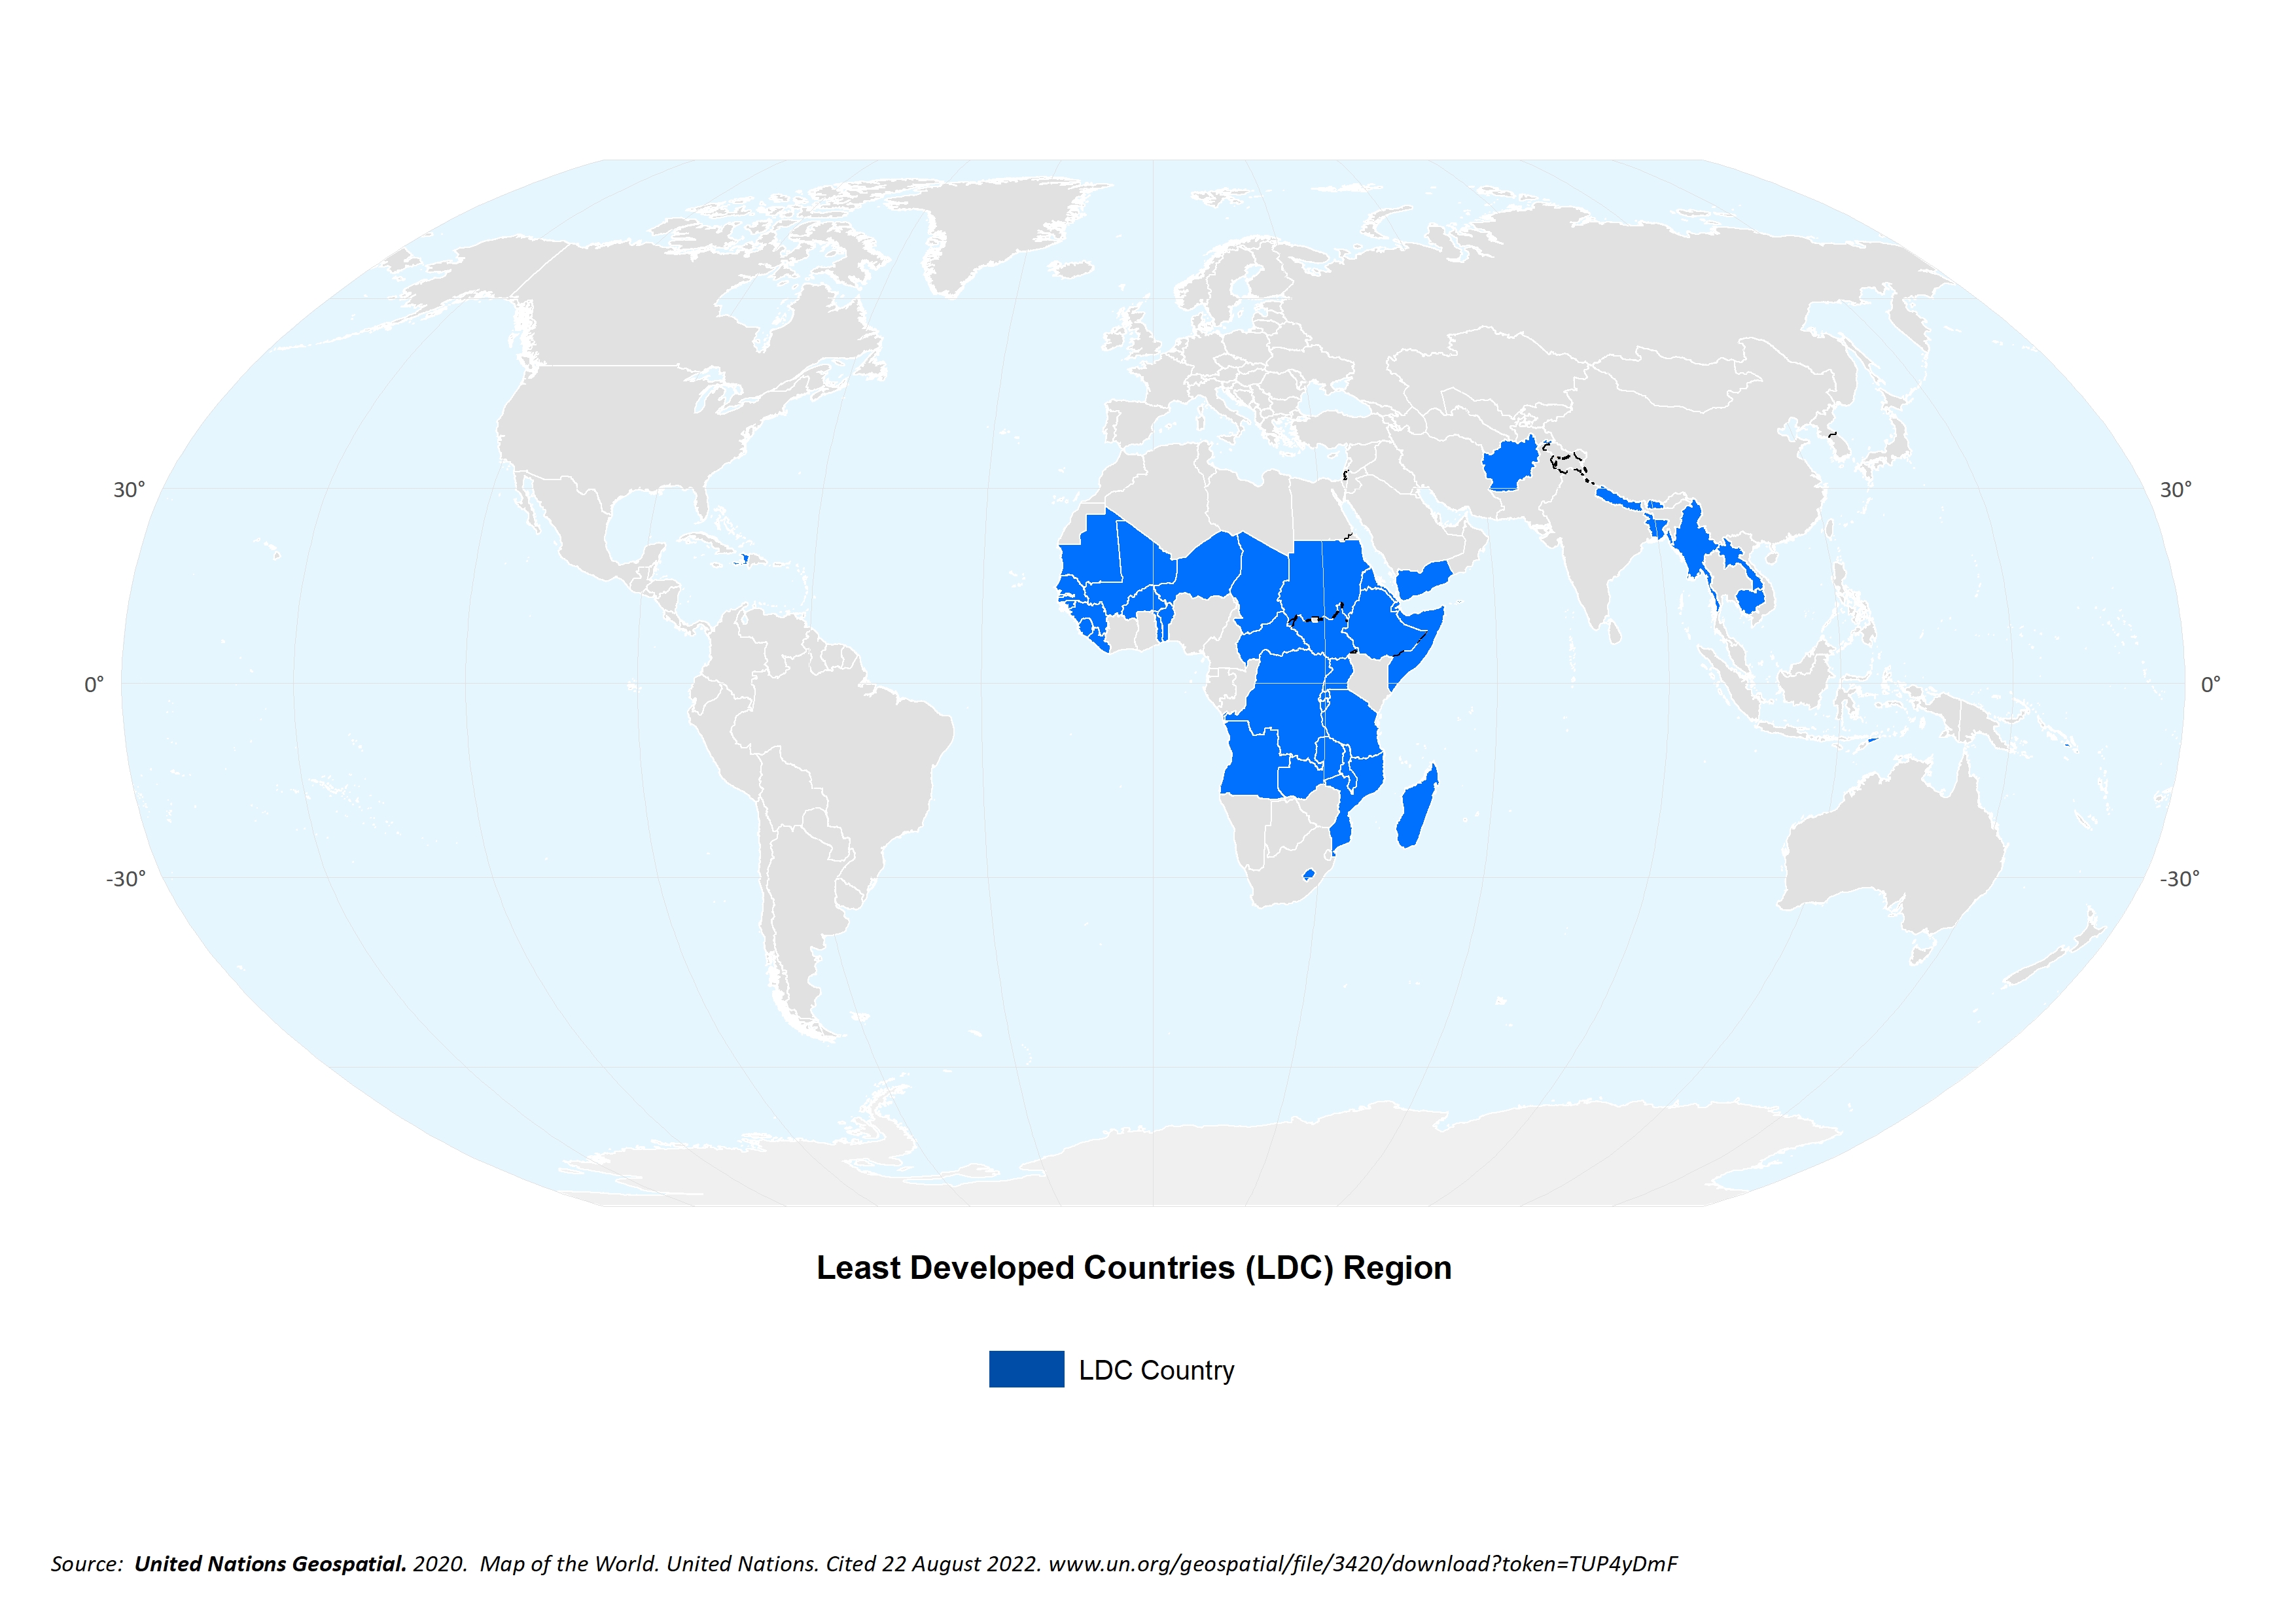 30° 30°
0° 0°
-30° -30°
Least Developed Countries (LDC) Region
LDC Country
Source: United Nations Geospatial. 2020. Map of the World. United Nations. Cited 22 August 2022. www.un.org/geospatial/file/3420/download?token=TUP4yDmF